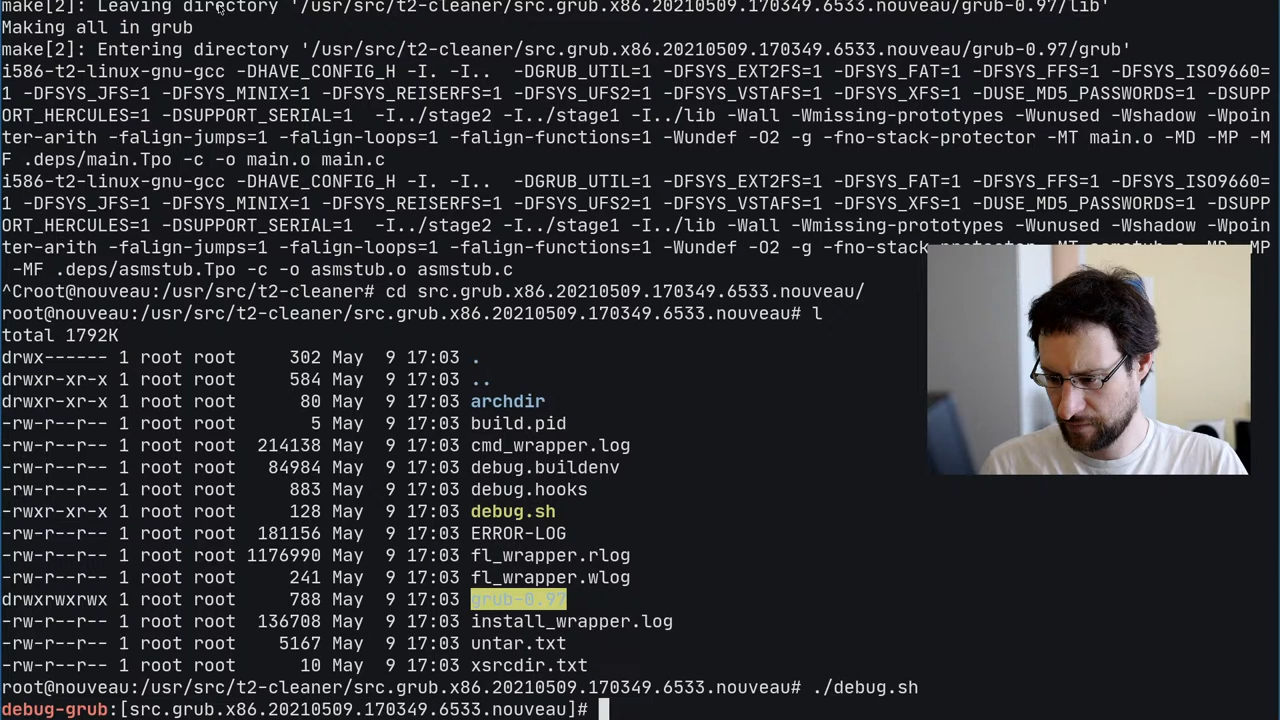 make[2]: Leaving directory '/usr/src/t2-cleaner/src.grub.x86.20210509.170349.6533.nouveau/grub-0.97/lib'
Making all in grub
make[2]: Entering directory '/usr/src/t2-cleaner/src.grub.x86.20210509.170349.6533.nouveau/grub-0.97/grub'
i586-t2-linux-gnu-gcc -DHAVE_CONFIG_H -I. -I..  -DGRUB_UTIL=1 -DFSYS_EXT2FS=1 -DFSYS_FAT=1 -DFSYS_FFS=1 -DFSYS_ISO9660=
1 -DFSYS_JFS=1 -DFSYS_MINIX=1 -DFSYS_REISERFS=1 -DFSYS_UFS2=1 -DFSYS_VSTAFS=1 -DFSYS_XFS=1 -DUSE_MD5_PASSWORDS=1 -DSUPP
ORT_HERCULES=1 -DSUPPORT_SERIAL=1  -I../stage2 -I../stage1 -I../lib -Wall -Wmissing-prototypes -Wunused -Wshadow -Wpoin
ter-arith -falign-jumps=1 -falign-loops=1 -falign-functions=1 -Wundef -O2 -g -fno-stack-protector -MT main.o -MD -MP -M
F .deps/main.Tpo -c -o main.o main.c
i586-t2-linux-gnu-gcc -DHAVE_CONFIG_H -I. -I..  -DGRUB_UTIL=1 -DFSYS_EXT2FS=1 -DFSYS_FAT=1 -DFSYS_FFS=1 -DFSYS_ISO9660=
1 -DFSYS_JFS=1 -DFSYS_MINIX=1 -DFSYS_REISERFS=1 -DFSYS_UFS2=1 -DFSYS_VSTAFS=1 -DFSYS_XFS=1 -DUSE_MD5_PASSWORDS=1 -DSUPP
ORT_HERCULES=1 -DSUPPORT_SERIAL=1  -I../stage2 -I../stage1 -I../lib -Wall -Wmissing-prototypes -Wunused -Wshadow -Wpoin
ter-arith -falign-jumps=1 -falign-loops=1 -falign-functions=1 -Wundef -O2 -g -fno-stack-protector -MT asmstub.o -MD -MP
 -MF .deps/asmstub.Tpo -c -o asmstub.o asmstub.c
^Croot@nouveau:/usr/src/t2-cleaner# cd src.grub.x86.20210509.170349.6533.nouveau/
root@nouveau:/usr/src/t2-cleaner/src.grub.x86.20210509.170349.6533.nouveau# l
total 1792K
drwx------ 1 root root     302 May  9 17:03 .
drwxr-xr-x 1 root root     584 May  9 17:03 ..
drwxr-xr-x 1 root root      80 May  9 17:03 archdir
-rw-r--r-- 1 root root       5 May  9 17:03 build.pid
-rw-r--r-- 1 root root  214138 May  9 17:03 cmd_wrapper.log
-rw-r--r-- 1 root root   84984 May  9 17:03 debug.buildenv
-rw-r--r-- 1 root root     883 May  9 17:03 debug.hooks
-rwxr-xr-x 1 root root     128 May  9 17:03 debug.sh
-rw-r--r-- 1 root root  181156 May  9 17:03 ERROR-LOG
-rw-r--r-- 1 root root 1176990 May  9 17:03 fl_wrapper.rlog
-rw-r--r-- 1 root root     241 May  9 17:03 fl_wrapper.wlog
drwxrwxrwx 1 root root     788 May  9 17:03 grub-0.97
-rw-r--r-- 1 root root  136708 May  9 17:03 install_wrapper.log
-rw-r--r-- 1 root root    5167 May  9 17:03 untar.txt
-rw-r--r-- 1 root root      10 May  9 17:03 xsrcdir.txt
root@nouveau:/usr/src/t2-cleaner/src.grub.x86.20210509.170349.6533.nouveau# ./debug.sh
debug-grub:[src.grub.x86.20210509.170349.6533.nouveau]#